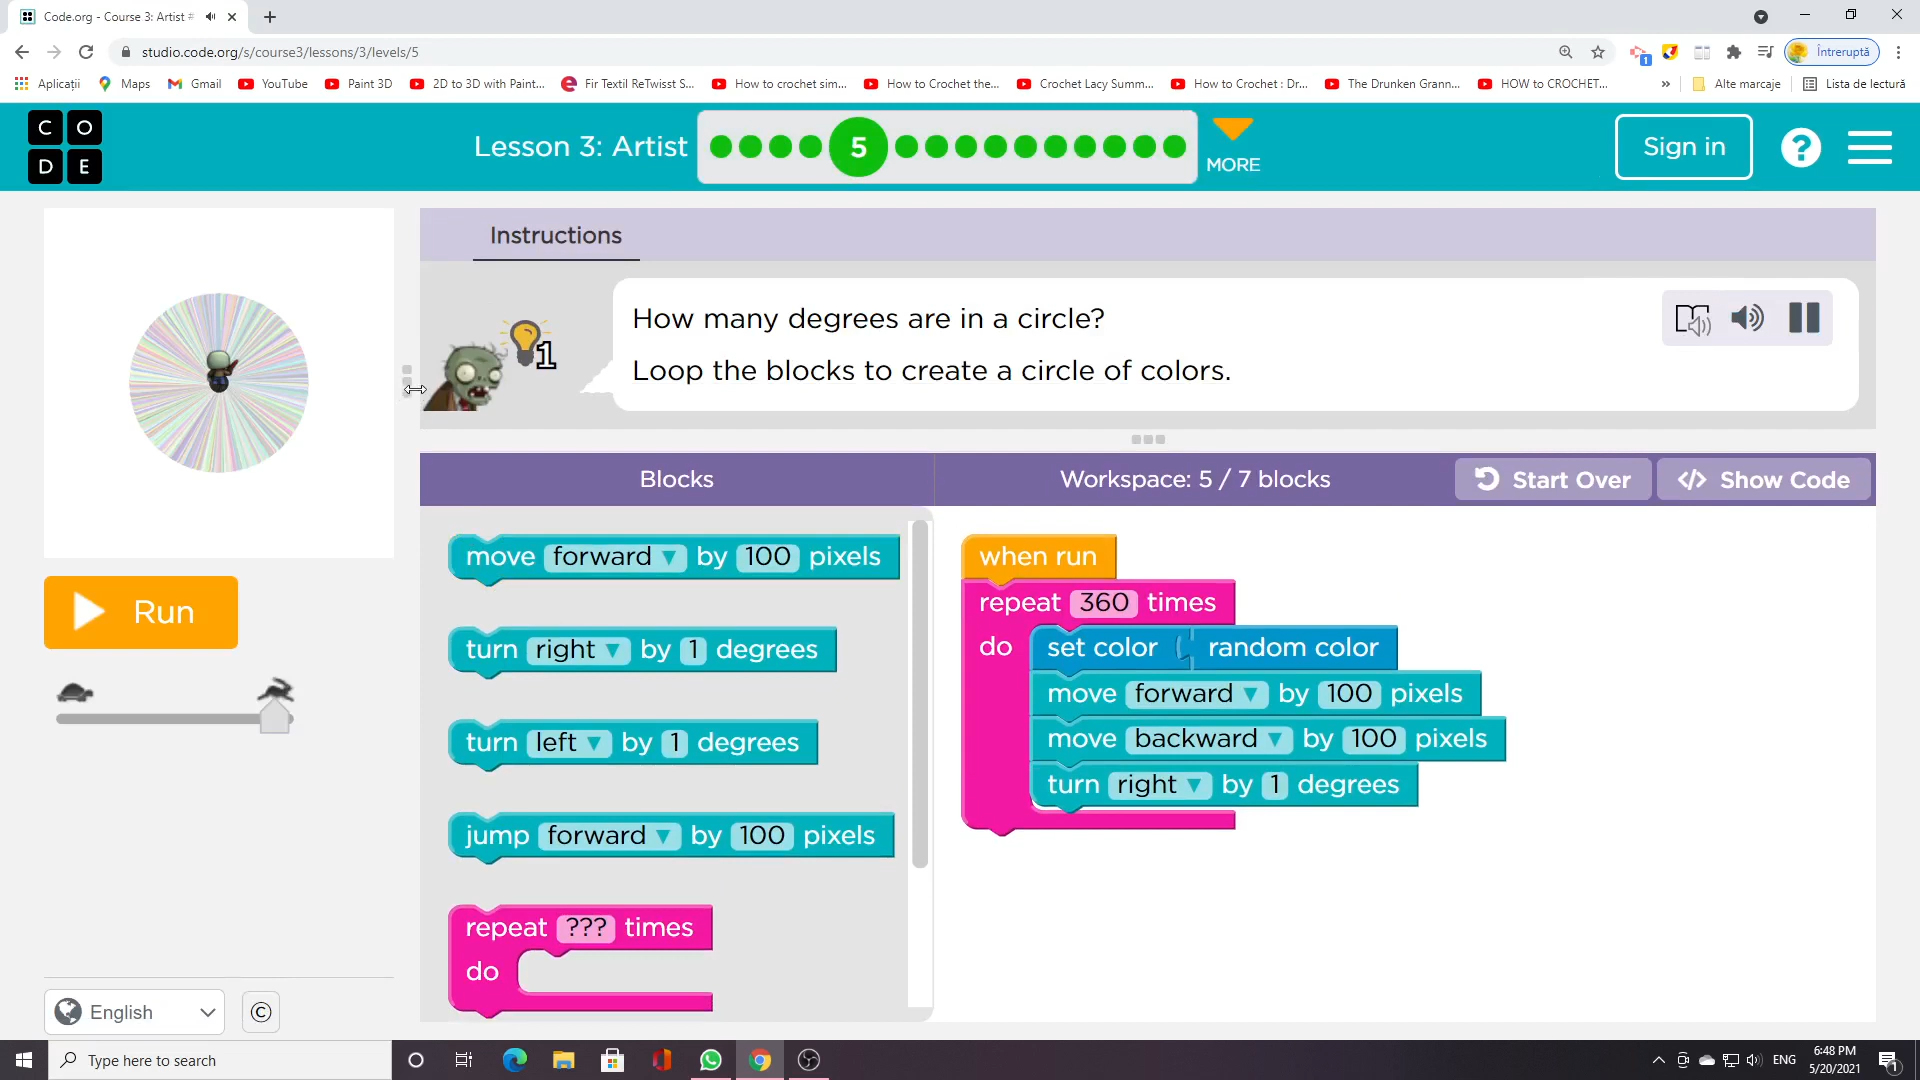 Code.org - Course 3: Artist #
studio.code.org/s/course3/lessons/3/levels/5
1
Întreruptă
Aplicații
Maps
Gmail
YouTube
Paint 3D
2D to 3D with Paint...
Fir Textil ReTwisst S...
How to crochet sim...
How to Crochet the...
Crochet Lacy Summ...
How to Crochet : Dr...
The Drunken Grann...
HOW to CROCHET...
»
Alte marcaje
Lista de lectură
C O
D E
Lesson 3: Artist
5
MORE
Sign in
?
Instructions
1
How many degrees are in a circle?
Loop the blocks to create a circle of colors.
Run
Blocks
Workspace: 5 / 7 blocks
Start Over
</> Show Code
move forward ▼ by 100 pixels
turn right ▼ by 1 degrees
turn left ▼ by 1 degrees
jump forward ▼ by 100 pixels
repeat ??? times
do
when run
repeat 360 times
do
set color random color
move forward ▼ by 100 pixels
move backward ▼ by 100 pixels
turn right ▼ by 1 degrees
English
©
Type here to search
ENG
6:48 PM
5/20/2021
1